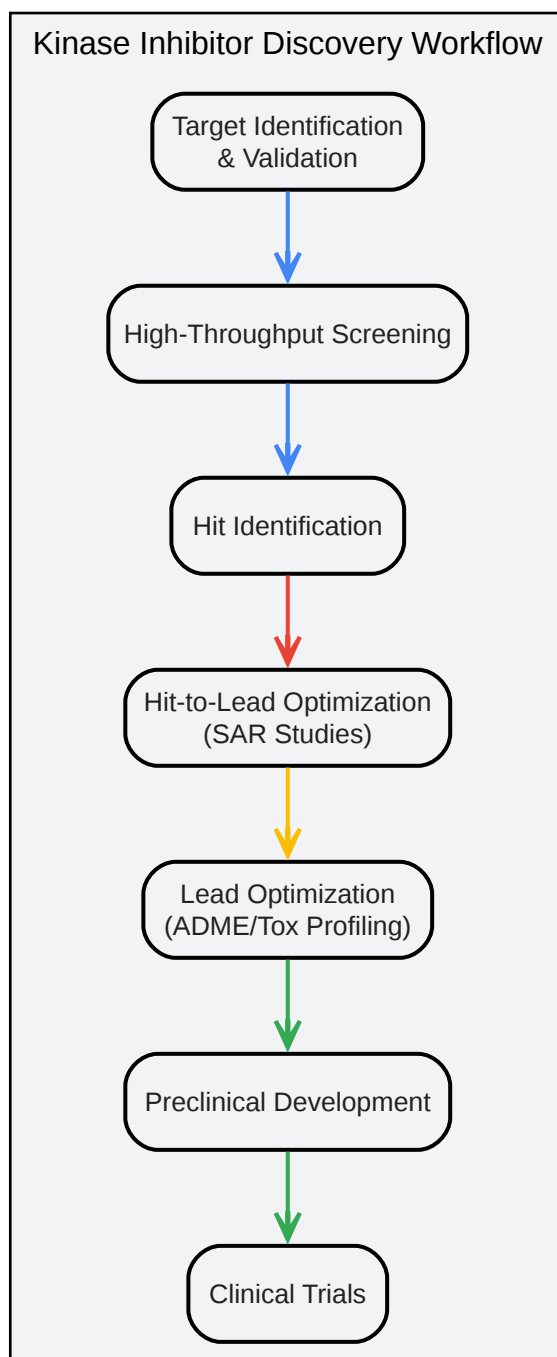 Kinase Inhibitor Discovery Workflow
Target Identification
& Validation
High-Throughput Screening
Hit Identification
Hit-to-Lead Optimization
(SAR Studies)
Lead Optimization
(ADME/Tox Profiling)
Preclinical Development
Clinical Trials